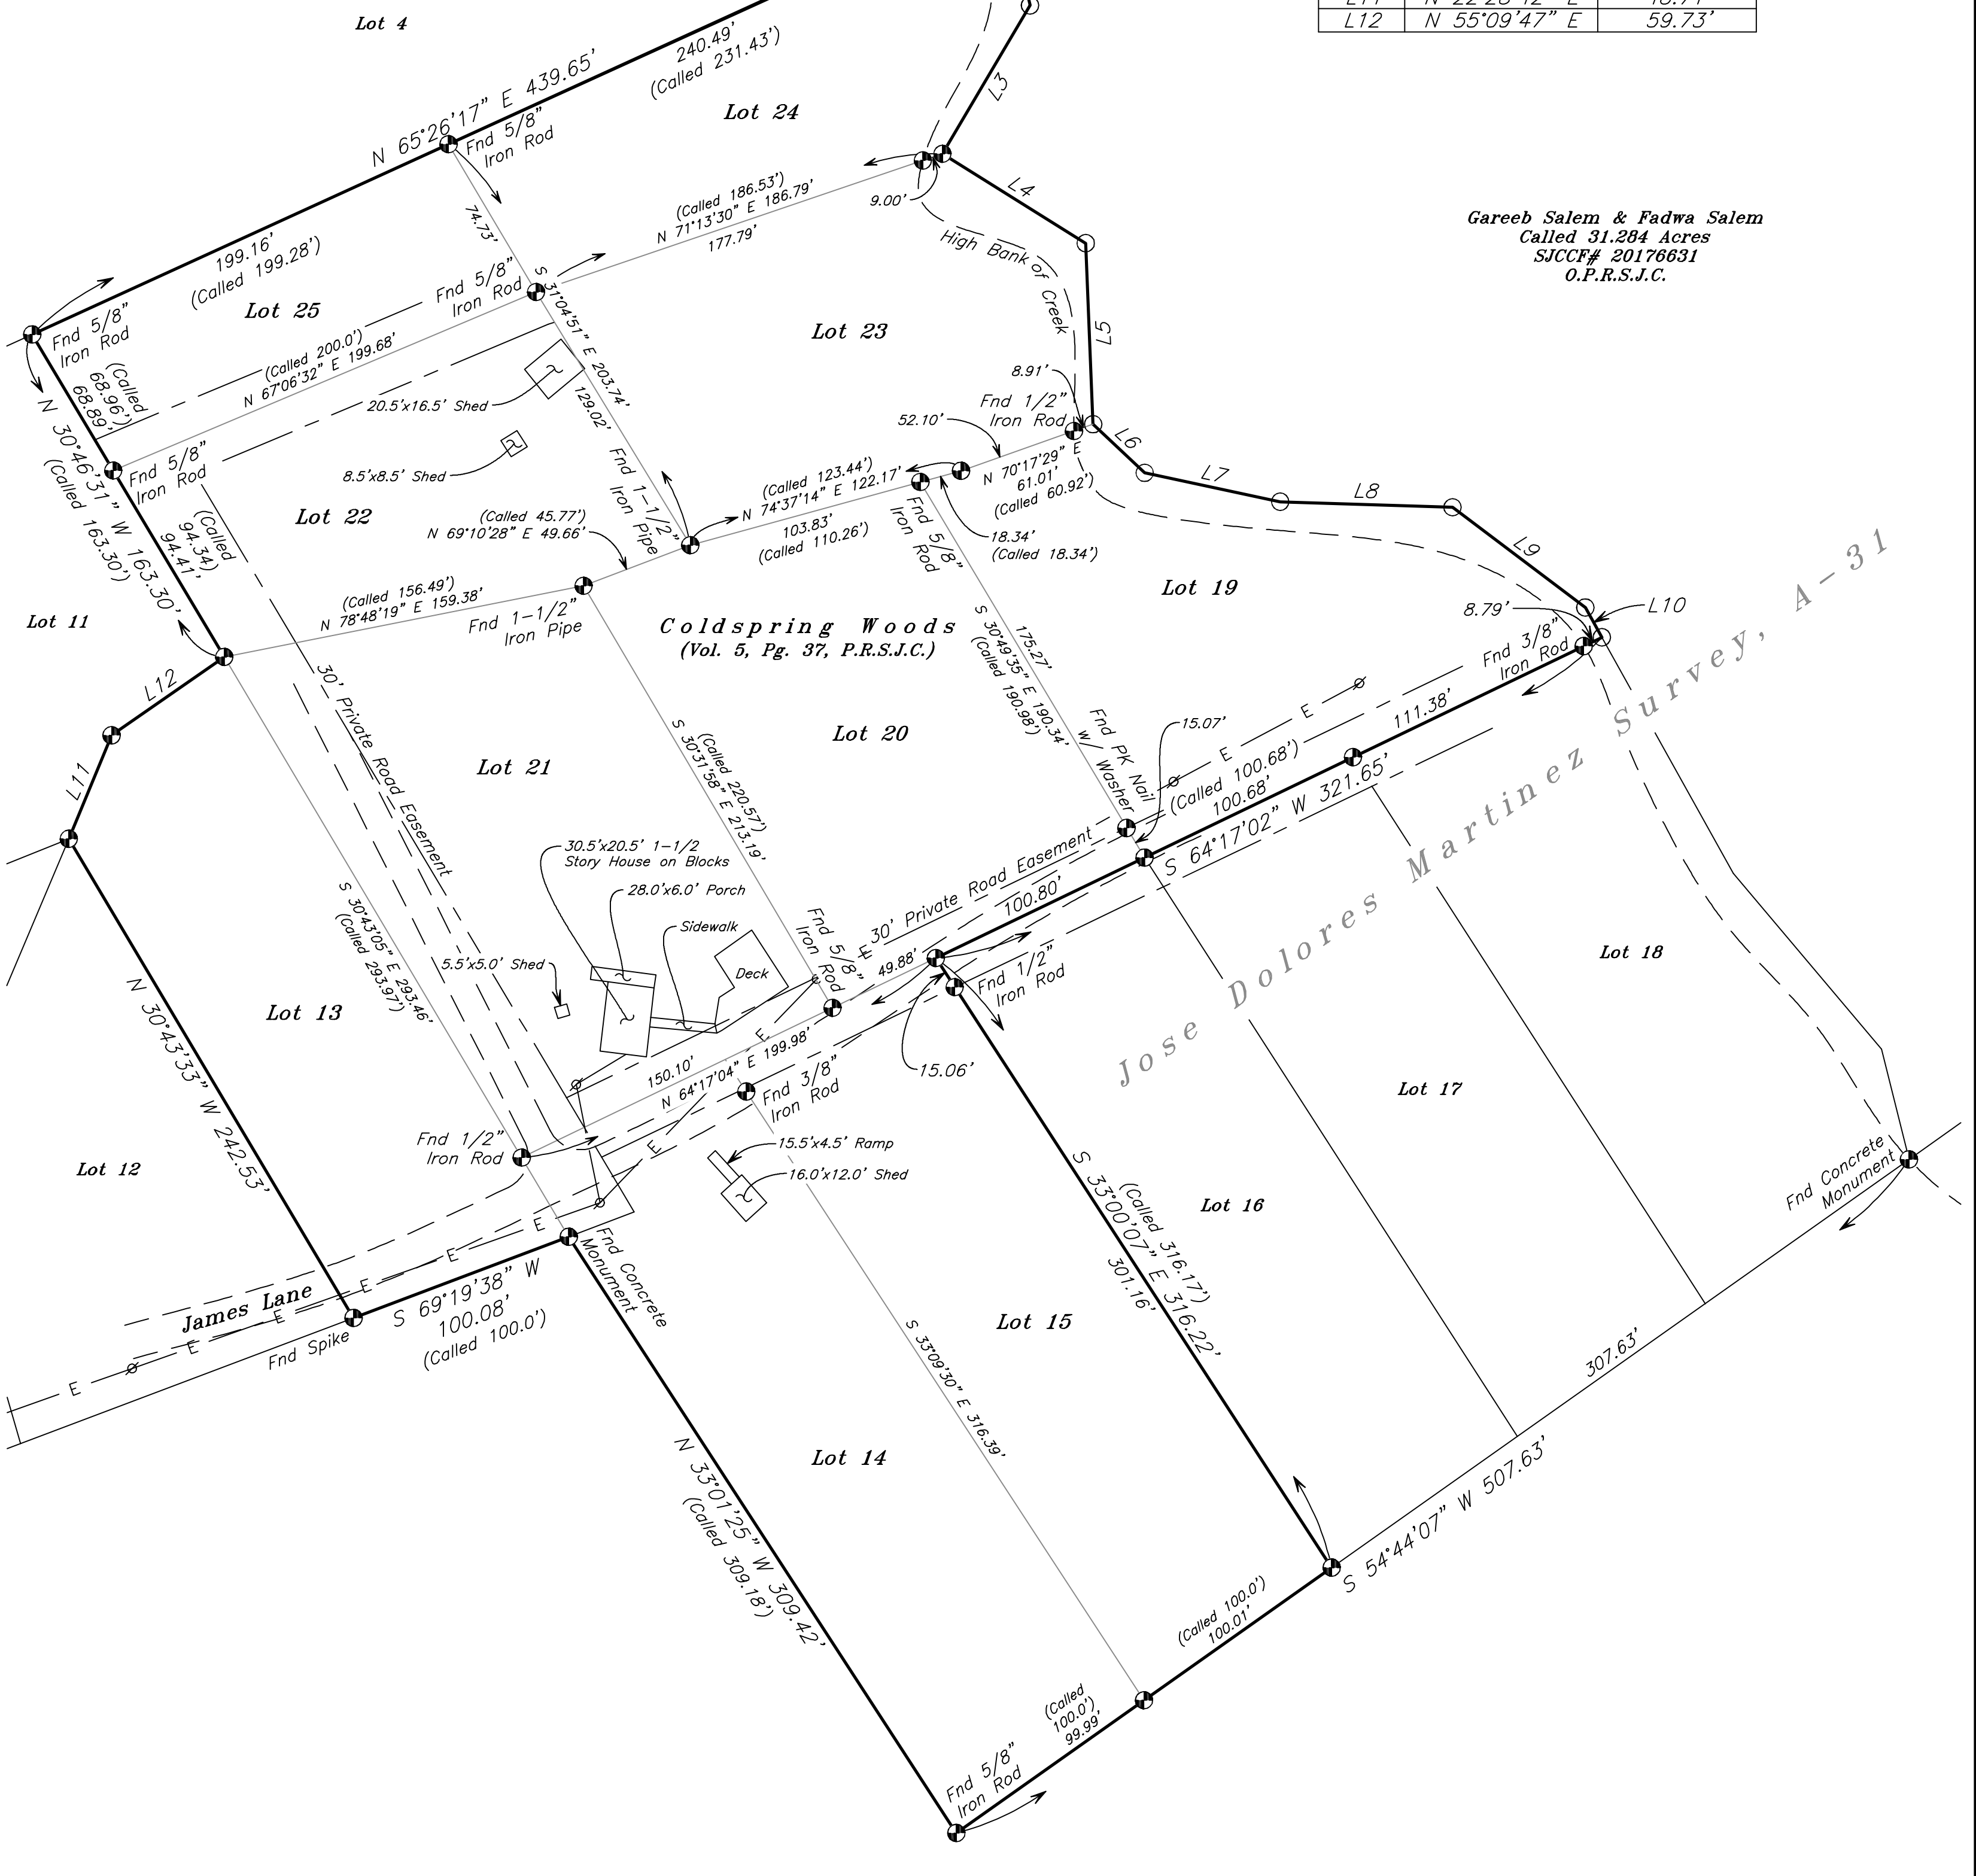 L12 N 55°09'47" E 59.73'
Lot 4
240.49'
(Called 231.43')
N 65°26'17" E 439.65'
Fnd 5/8"
Iron Rod
Lot 24
L3
L4
9.00'
(Called 186.53')
N 71°13'30" E 186.79'
177.79'
High Bank of Creek
74.73'
199.16'
(Called 199.28')
Lot 25
Fnd 5/8"
Iron Rod
S 31°04'51" E 203.74'
129.02'
Gareeb Salem & Fadwa Salem
Called 31.284 Acres
SJCCF# 20176631
O.P.R.S.J.C.
L5
Lot 23
Fnd 5/8"
Iron Rod
(Called
68.96')
68.89'
(Called 200.0')
N 67°06'32" E 199.68'
20.5'x16.5' Shed
8.5'x8.5' Shed
8.91'
Fnd 1/2"
Iron Rod
52.10'
L6
L7
L8
L9
L10
N 30°46'31" W 163.30'
(Called 163.30')
Fnd 5/8"
Iron Rod
(Called
94.34)
94.41'
Lot 22
(Called 45.77')
N 69°10'28" E 49.66'
Fnd 1-1/2"
Iron Pipe
(Called 123.44')
N 74°37'14" E 122.17'
103.83'
(Called 110.26')
N 70°17'29" E
61.01'
(Called 60.92')
18.34'
(Called 18.34')
Fnd 5/8"
Iron Rod
Lot 19
8.79'
Fnd 3/8"
Iron Rod
Lot 11
(Called 156.49')
N 78°48'19" E 159.38'
Fnd 1-1/2"
Iron Pipe
Coldspring Woods
(Vol. 5, Pg. 37, P.R.S.J.C.)
175.27'
S 30°49'35" E 190.34'
(Called 190.98')
Fnd PK Nail
w/ Washer
15.07'
E
E
111.38'
L12
L11
30' Private Road Easement
Lot 21
Lot 20
(Called 220.57')
S 30°31'58" E 213.19'
(Called 100.68')
100.68'
S 64°17'02" W 321.65'
Jose Dolores Martinez Survey, A-31
30' Private Road Easement
100.80'
E
49.88'
Fnd 5/8"
Iron Rod
Fnd 1/2"
Iron Rod
15.06'
30.5'x20.5' 1-1/2
Story House on Blocks
28.0'x6.0' Porch
Sidewalk
Deck
5.5'x5.0' Shed
S 30°43'05" E 293.46'
(Called 293.97')
Lot 13
N 30°43'33" W 242.53'
Lot 12
150.10'
N 64°17'04" E 199.98'
E
Fnd 3/8"
Iron Rod
E
Fnd 1/2"
Iron Rod
15.5'x4.5' Ramp
16.0'x12.0' Shed
Lot 18
Lot 17
Lot 16
Fnd Concrete
Monument
Fnd Concrete
Monument
James Lane
E
E
E
E
E
E
Fnd Spike
S 69°19'38" W
100.08'
(Called 100.0')
(Called 316.17')
S 33°00'07" E 316.22'
301.16'
Lot 15
S 33°09'30" E 316.39'
Lot 14
N 33°01'25" W 309.42'
(Called 309.18')
307.63'
S 54°44'07" W 507.63'
(Called 100.0')
100.01'
(Called
100.0')
99.99'
Fnd 5/8"
Iron Rod